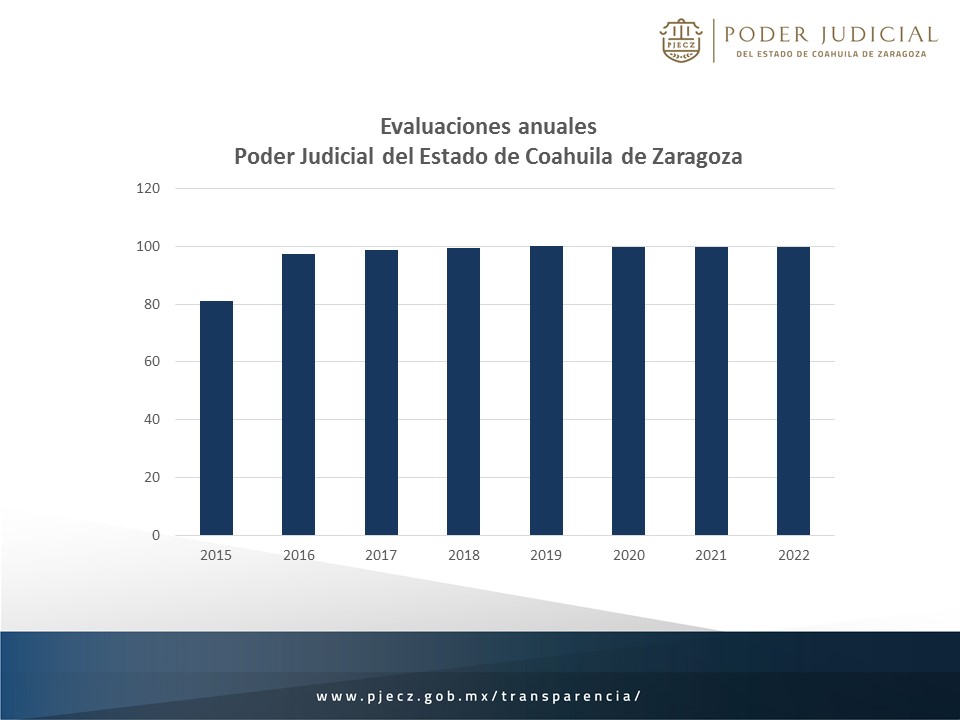 PJECZ
PODER JUDICIAL
DEL ESTADO DE COAHUILA DE ZARAGOZA
Evaluaciones anuales
Poder Judicial del Estado de Coahuila de Zaragoza
120
100
80
60
40
20
0
2015 2016 2017 2018 2019 2020 2021 2022
www.pjecz.gob.mx/transparencia/